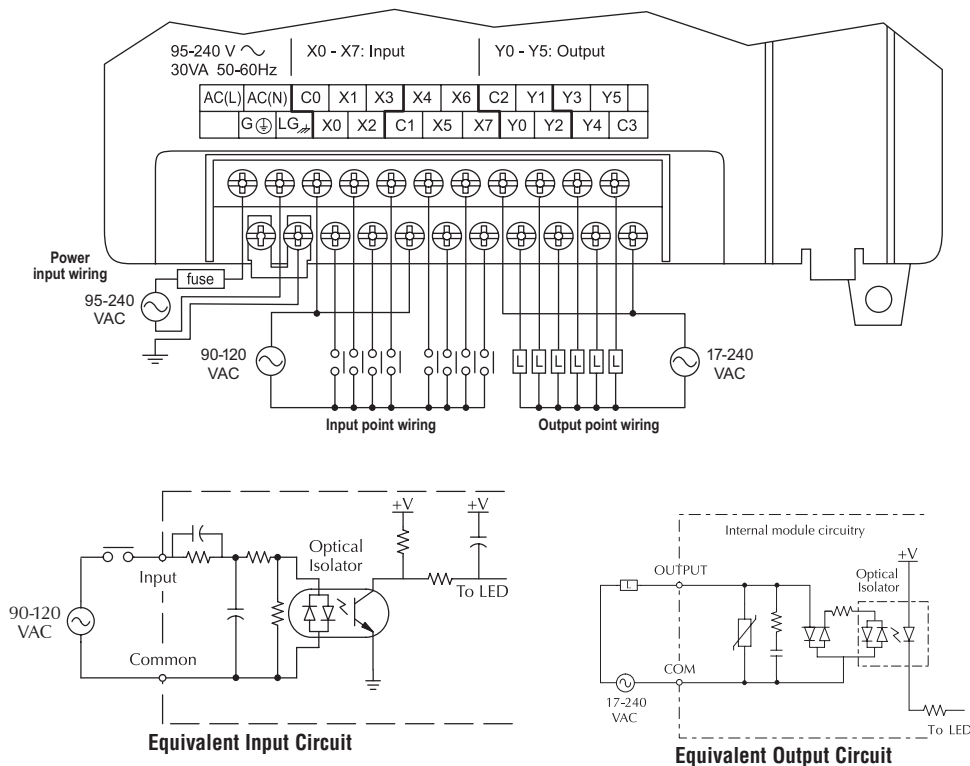 95-240 V
30VA 50-60Hz
X0 - X7: Input
Y0 - Y5: Output
AC(L) AC(N) C0 X1 X3 X4 X6 C2 Y1 Y3 Y5
G LG X0 X2 C1 X5 X7 Y0 Y2 Y4 C3
Power
input wiring
fuse
95-240
VAC
90-120
VAC
L L L L L L
17-240
VAC
Input point wiring
Output point wiring
+V
+V
Optical
Isolator
Input
To LED
90-120
VAC
Common
Equivalent Input Circuit
Internal module circuitry
+V
OUTPUT
Optical
Isolator
L
COM
17-240
VAC
To LED
Equivalent Output Circuit